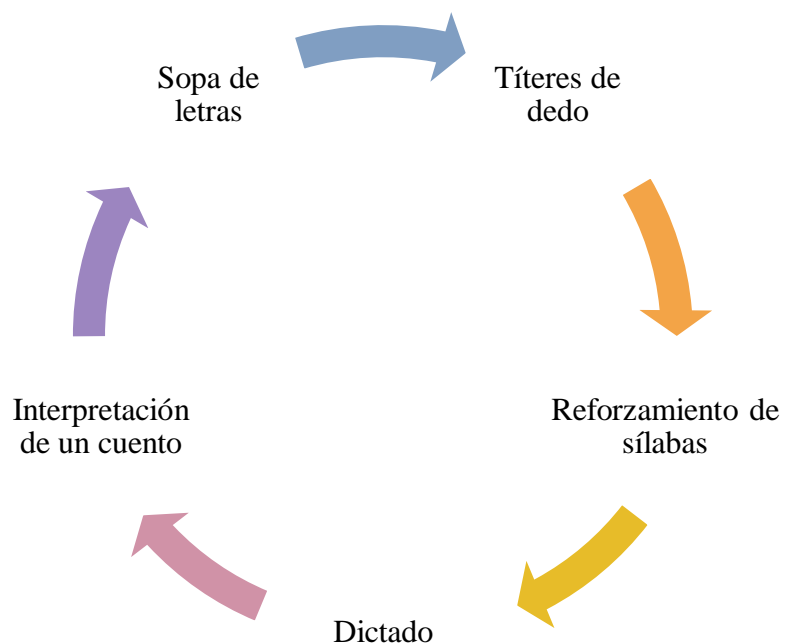 Sopa de
letras
Títeres de
dedo
Reforzamiento de
sílabas
Dictado
Interpretación
de un cuento